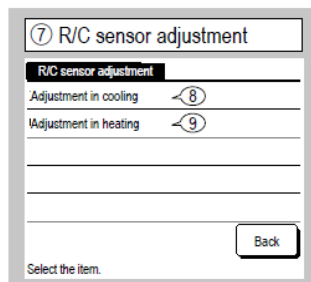 ⑦ R/C sensor adjustment
R/C sensor adjustment
Adjustment in cooling ⑧
Adjustment in heating ⑨
Back
Select the item.